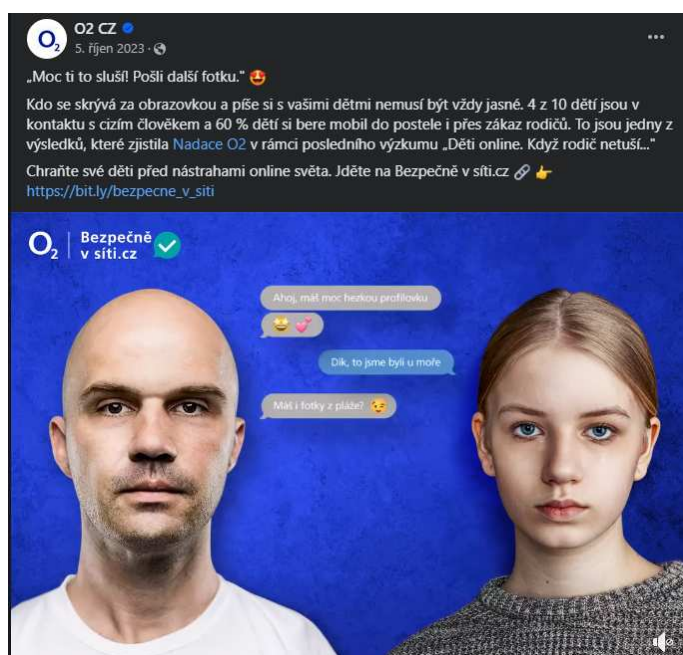 O2 CZ
5. říjen 2023 ·
„Moc ti to sluší! Pošli další fotku." 🤩
Kdo se skrývá za obrazovkou a píše si s vašimi dětmi nemusí být vždy jasné. 4 z 10 dětí jsou v
kontaktu s cizím člověkem a 60 % dětí si bere mobil do postele i přes zákaz rodičů. To jsou jedny z
výsledků, které zjistila Nadace O2 v rámci posledního výzkumu „Děti online. Když rodič netuší..."
Chraňte své děti před nástrahami online světa. Jděte na Bezpečně v síti.cz 🔗 👉
https://bit.ly/bezpecne_v_siti
O2 | Bezpečně
v síti.cz
Ahoj, máš moc hezkou profilovku
🤩 💕
Dík, to jsme byli u moře
Máš i fotky z pláže? 😉